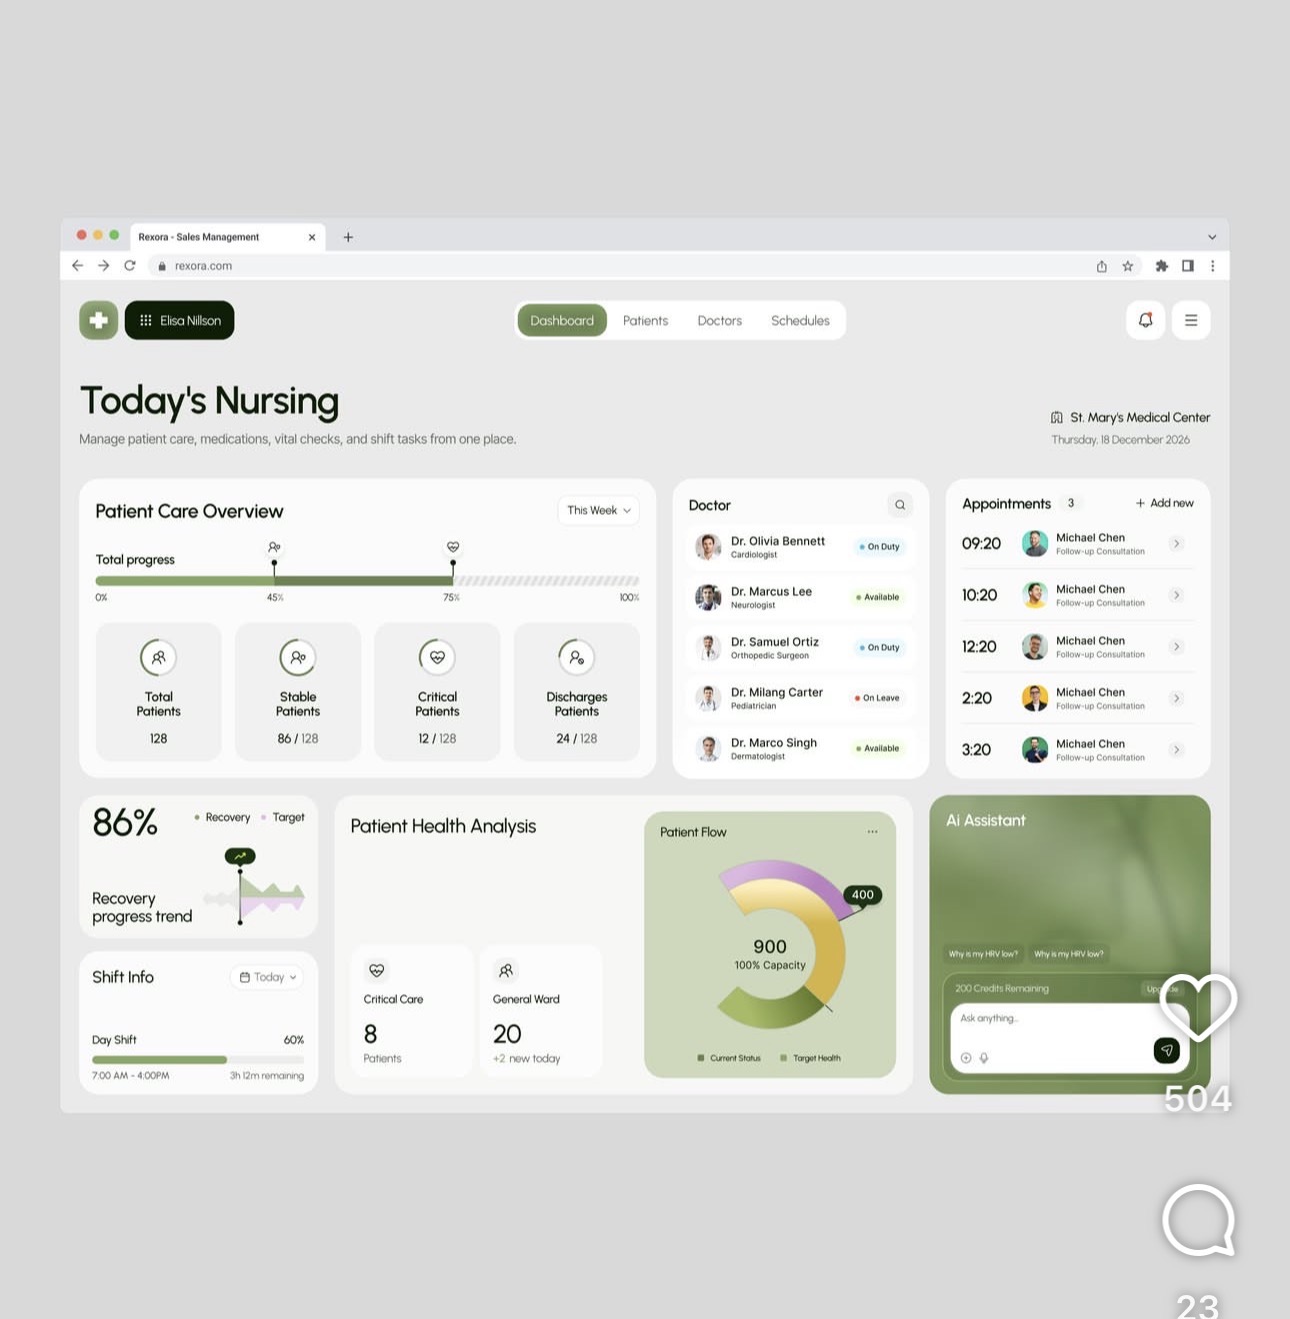 Rexora - Sales Management
rexora.com
Elisa Nillson
Dashboard
Patients
Doctors
Schedules
Today's Nursing
Manage patient care, medications, vital checks, and shift tasks from one place.
St. Mary's Medical Center
Thursday, 18 December 2026
Patient Care Overview
This Week
Total progress
0%
45%
75%
100%
Total
Patients
128
Stable
Patients
86 / 128
Critical
Patients
12 / 128
Discharges
Patients
24 / 128
Doctor
Dr. Olivia Bennett
Cardiologist
On Duty
Dr. Marcus Lee
Neurologist
Available
Dr. Samuel Ortiz
Orthopedic Surgeon
On Duty
Dr. Milang Carter
Pediatrician
On Leave
Dr. Marco Singh
Dermatologist
Available
Appointments 3
+ Add new
09:20
Michael Chen
Follow-up Consultation
10:20
Michael Chen
Follow-up Consultation
12:20
Michael Chen
Follow-up Consultation
2:20
Michael Chen
Follow-up Consultation
3:20
Michael Chen
Follow-up Consultation
86%
Recovery
Target
Recovery
progress trend
Shift Info
Today
Day Shift
60%
7:00 AM - 4:00PM
3h 12m remaining
Patient Health Analysis
Critical Care
8
Patients
General Ward
20
+2 new today
Patient Flow
400
900
100% Capacity
Current Status
Target Health
Ai Assistant
Why is my HRV low?
Why is my HRV low?
200 Credits Remaining
Ask anything..
504
23